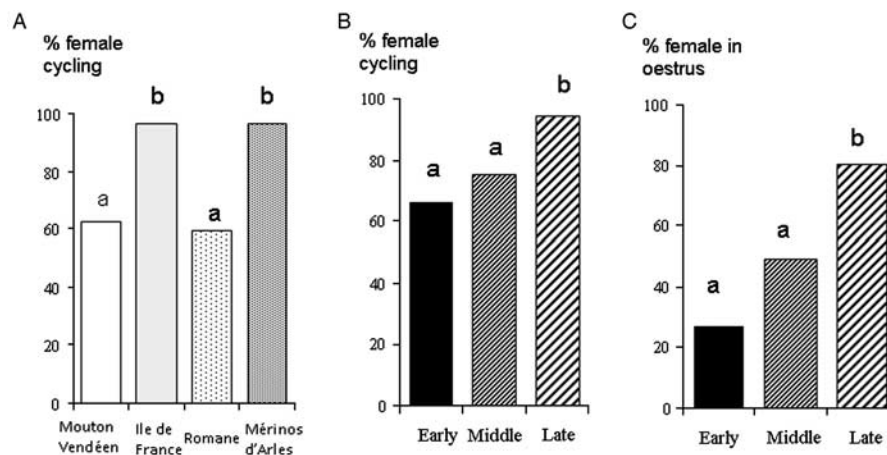 A
% female
cycling
100
80
60
40
20
0
a
b
a
b
Mouton
Vendéen
Ile de
France
Romane
Mérinos
d'Arles
B
% female
cycling
100
80
60
40
20
0
a
a
b
Early Middle Late
C
% female in
oestrus
100
80
60
40
20
0
a
a
b
Early Middle Late